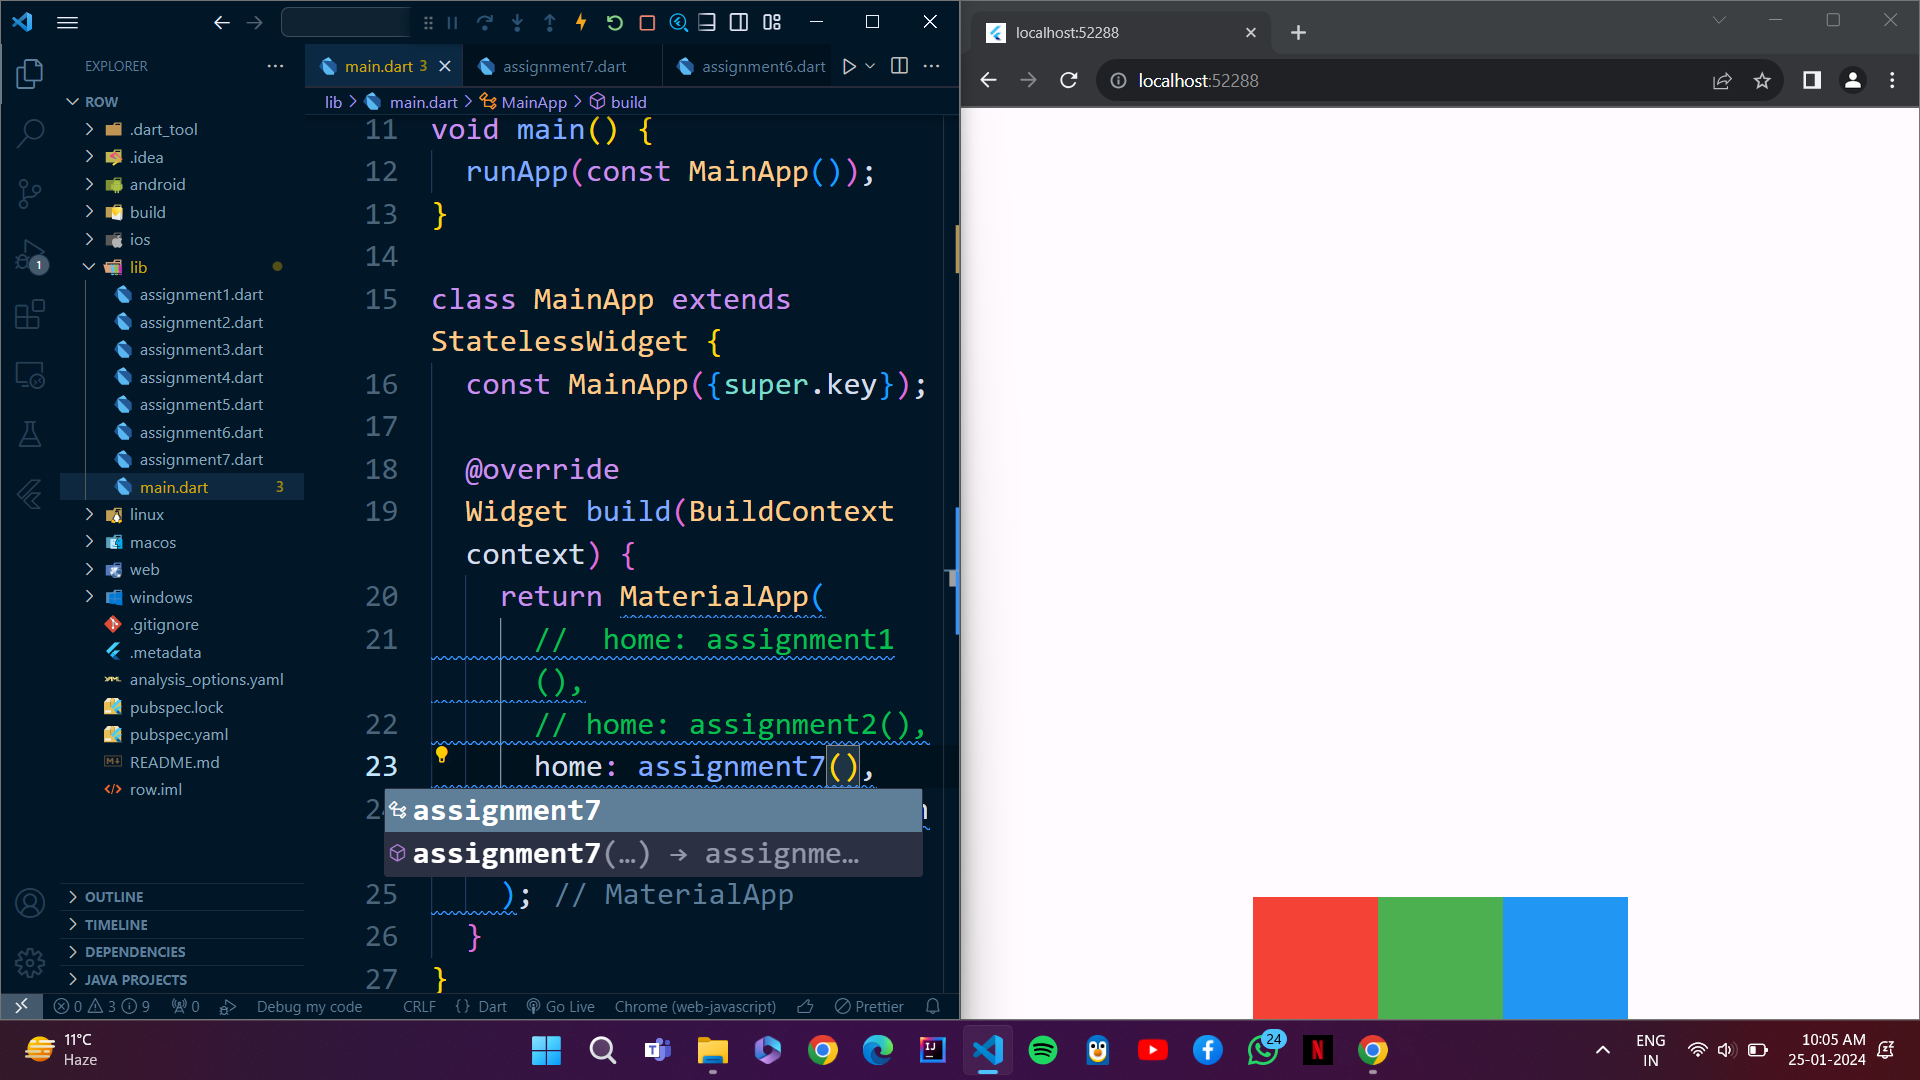 main.dart 3
assignment7.dart
assignment6.dart
EXPLORER
lib > main.dart > MainApp > build
ROW
.dart_tool
.idea
android
build
ios
lib
assignment1.dart
assignment2.dart
assignment3.dart
assignment4.dart
assignment5.dart
assignment6.dart
assignment7.dart
main.dart 3
linux
macos
web
windows
.gitignore
.metadata
analysis_options.yaml
pubspec.lock
pubspec.yaml
README.md
row.iml
OUTLINE
TIMELINE
DEPENDENCIES
JAVA PROJECTS
1
11 void main() {
12 runApp(const MainApp());
13 }
14
15 class MainApp extends
StatelessWidget {
16 const MainApp({super.key});
17
18 @override
19 Widget build(BuildContext
context) {
20 return MaterialApp(
21 // home: assignment1
(),
22 // home: assignment2(),
23 home: assignment7(),
assignment7
assignment7(…) → assignme…
25 ); // MaterialApp
26 }
27 }
0 3 9 0 Debug my code CRLF {} Dart Go Live Chrome (web-javascript) Prettier
localhost:52288
localhost:52288
11°C
Haze
24
ENG
IN
10:05 AM
25-01-2024